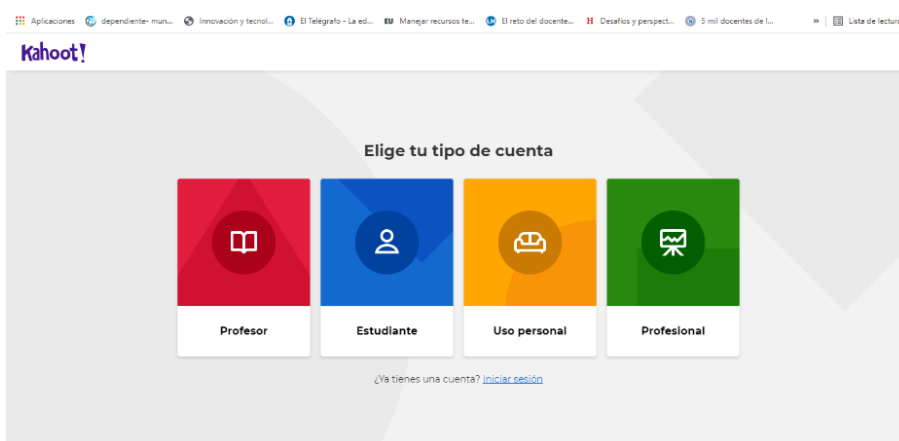 Aplicaciones dependiente- mun... Innovación y tecnol... El Telégrafo - La ed... EU Manejar recursos te... El reto del docente... H Desafíos y perspect... 5 mil docentes de l... » Lista de lectura
Kahoot!
Elige tu tipo de cuenta
Profesor Estudiante Uso personal Profesional
¿Ya tienes una cuenta? Iniciar sesión